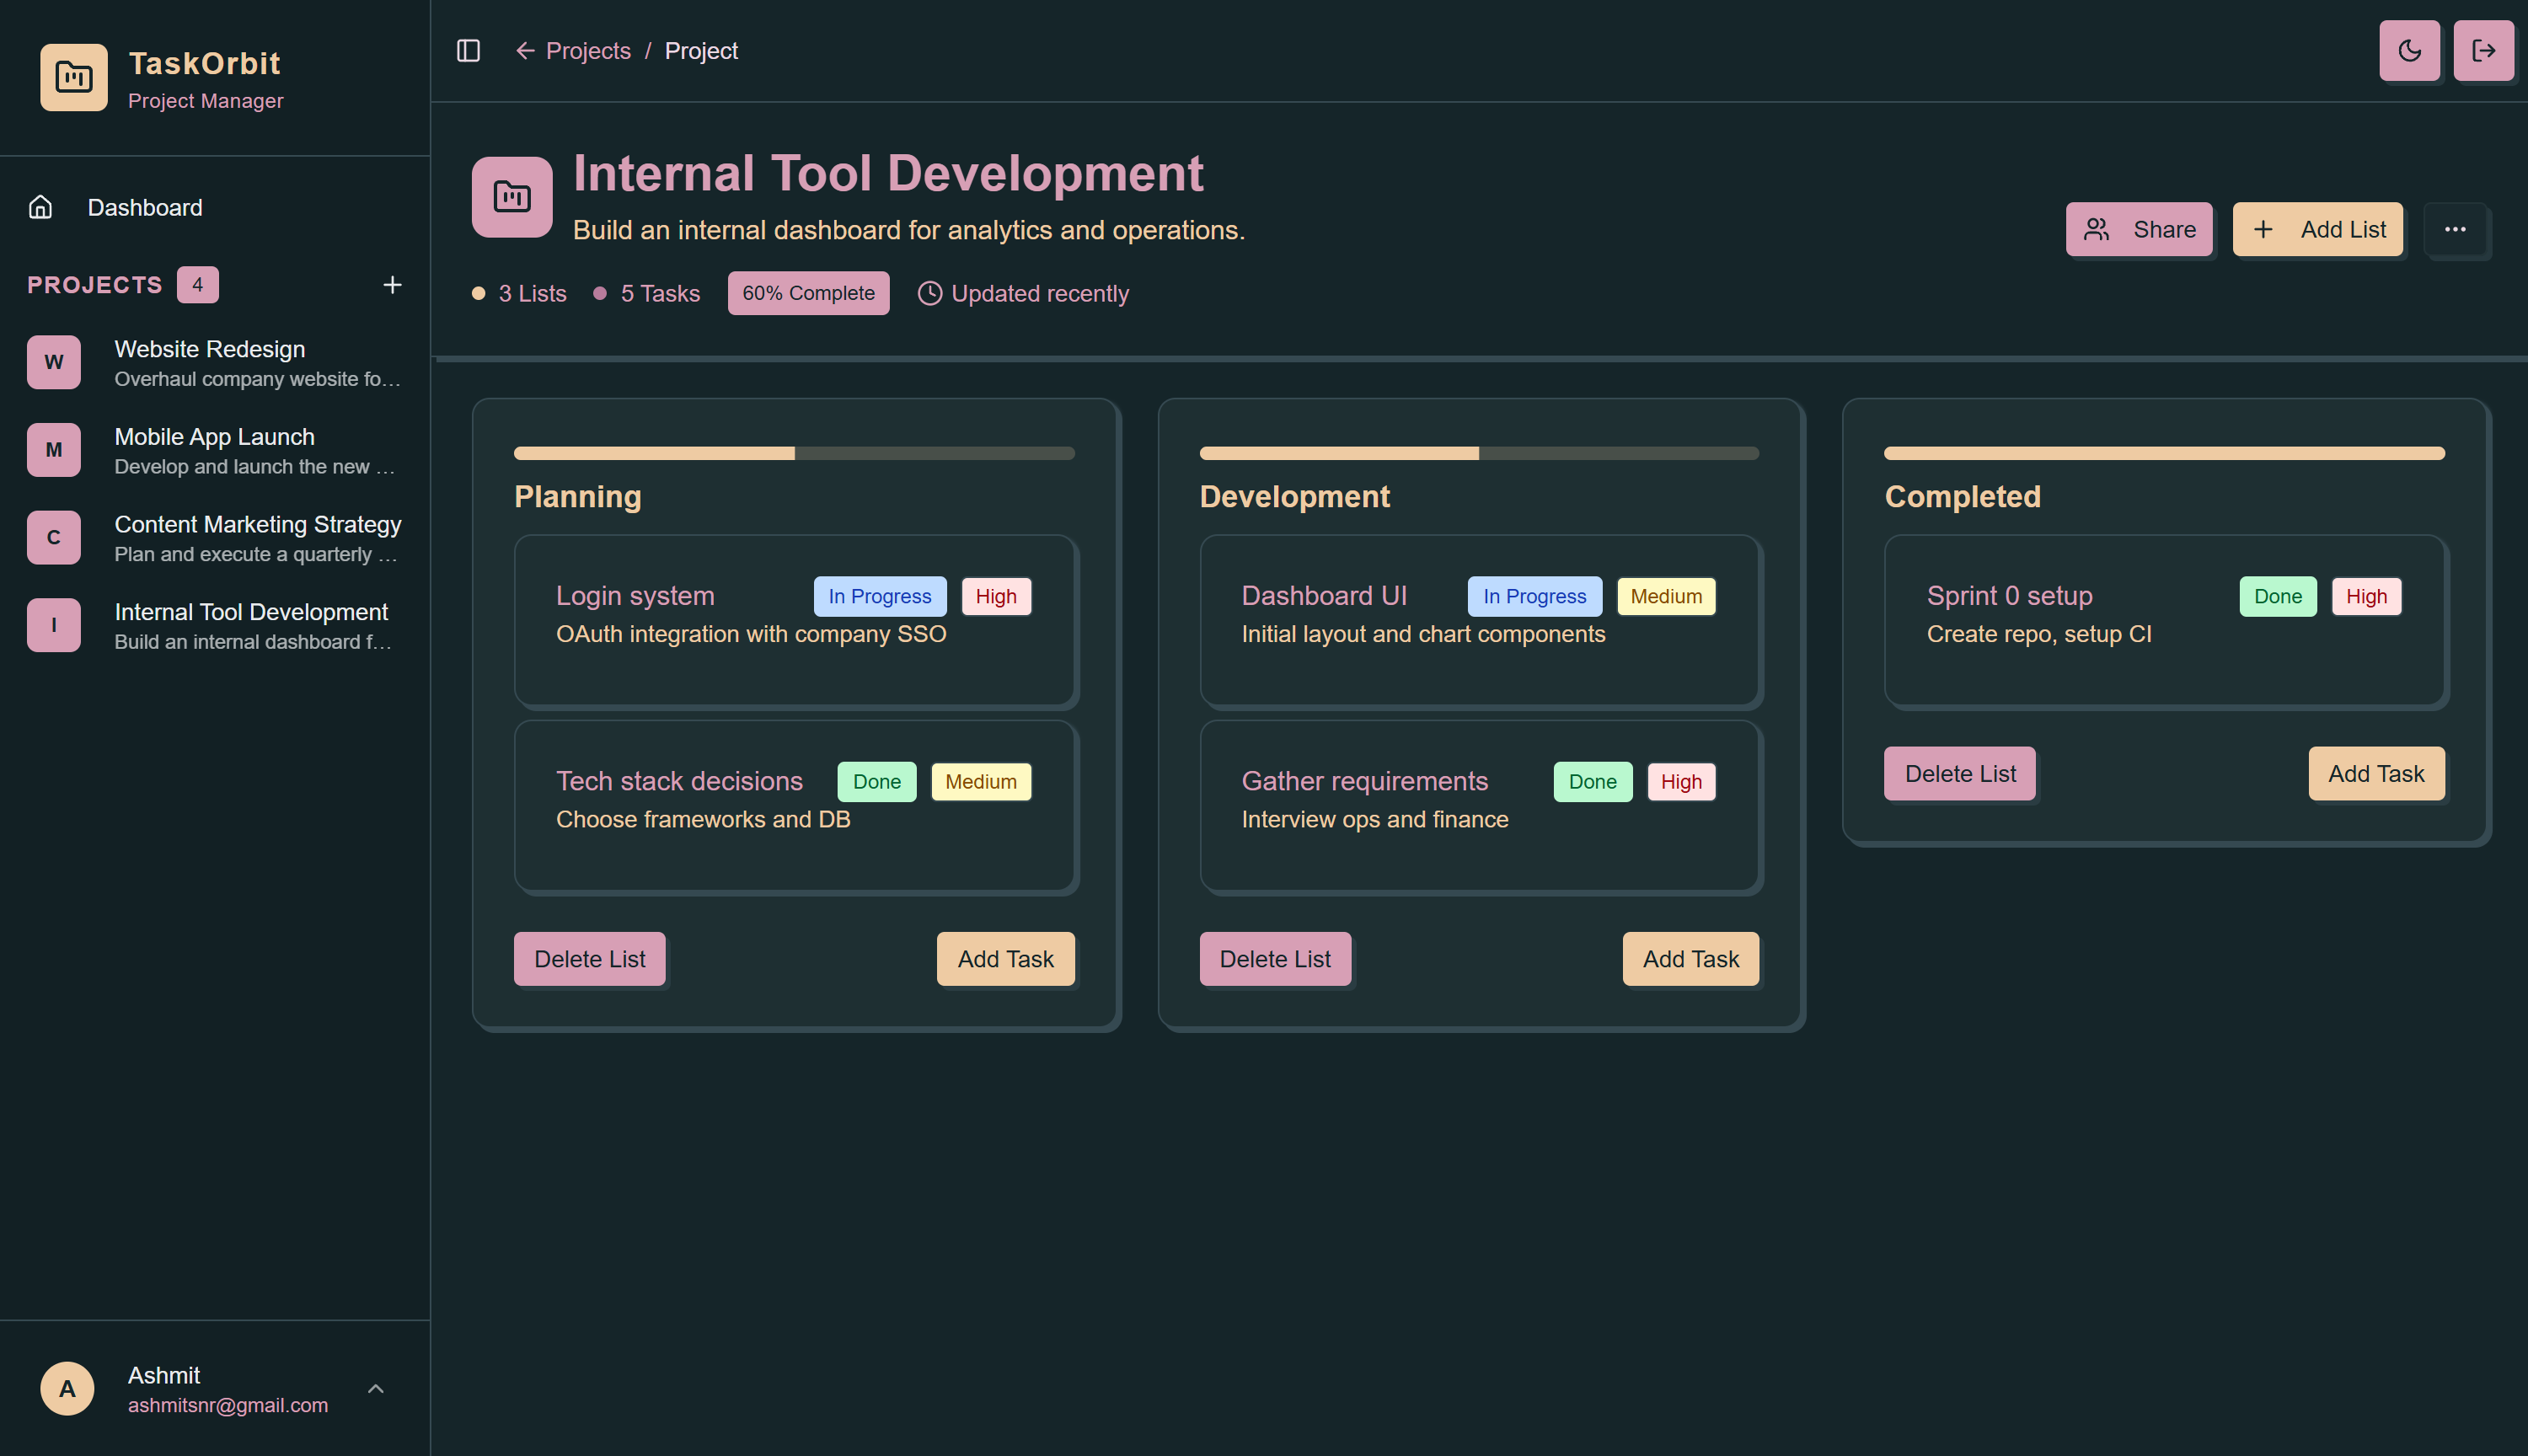 TaskOrbit
Project Manager
Dashboard
PROJECTS 4
W
Website Redesign
Overhaul company website fo…
M
Mobile App Launch
Develop and launch the new …
C
Content Marketing Strategy
Plan and execute a quarterly …
I
Internal Tool Development
Build an internal dashboard f…
A
Ashmit
ashmitsnr@gmail.com
Projects / Project
Internal Tool Development
Build an internal dashboard for analytics and operations.
3 Lists 5 Tasks 60% Complete Updated recently
Share Add List
Planning
Login system In Progress High
OAuth integration with company SSO
Tech stack decisions Done Medium
Choose frameworks and DB
Delete List Add Task
Development
Dashboard UI In Progress Medium
Initial layout and chart components
Gather requirements Done High
Interview ops and finance
Delete List Add Task
Completed
Sprint 0 setup Done High
Create repo, setup CI
Delete List Add Task